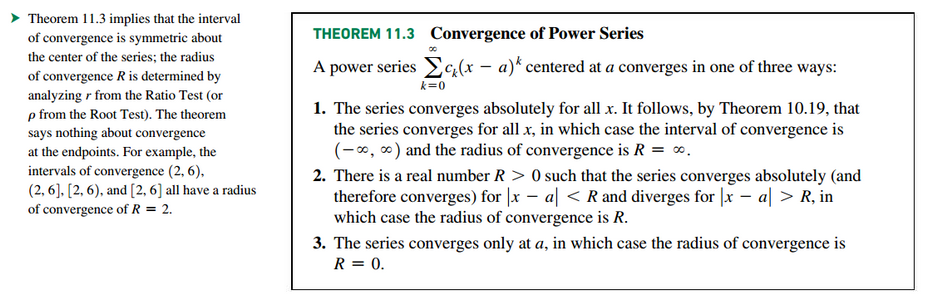 ➤ Theorem 11.3 implies that the interval
of convergence is symmetric about
the center of the series; the radius
of convergence R is determined by
analyzing r from the Ratio Test (or
ρ from the Root Test). The theorem
says nothing about convergence
at the endpoints. For example, the
intervals of convergence (2, 6),
(2, 6], [2, 6), and [2, 6] all have a radius
of convergence of R = 2.
THEOREM 11.3 Convergence of Power Series
A power series ∑_{k=0}^{∞} cₖ(x − a)ᵏ centered at a converges in one of three ways:
1. The series converges absolutely for all x. It follows, by Theorem 10.19, that
the series converges for all x, in which case the interval of convergence is
(−∞, ∞) and the radius of convergence is R = ∞.
2. There is a real number R > 0 such that the series converges absolutely (and
therefore converges) for |x − a| < R and diverges for |x − a| > R, in
which case the radius of convergence is R.
3. The series converges only at a, in which case the radius of convergence is
R = 0.